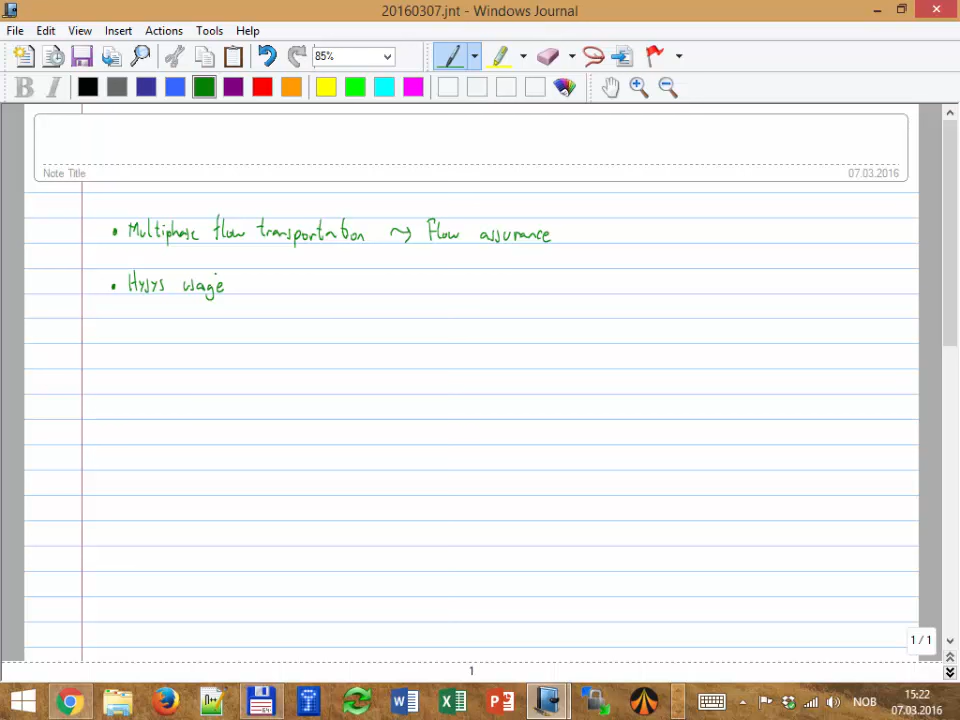 20160307.jnt - Windows Journal
File Edit View Insert Actions Tools Help
85%
B I
Note Title 07.03.2016
• Multiphase flow transportation ⤳ Flow assurance
• Hysys usage
1 / 1
1
NOB 15:22
07.03.2016